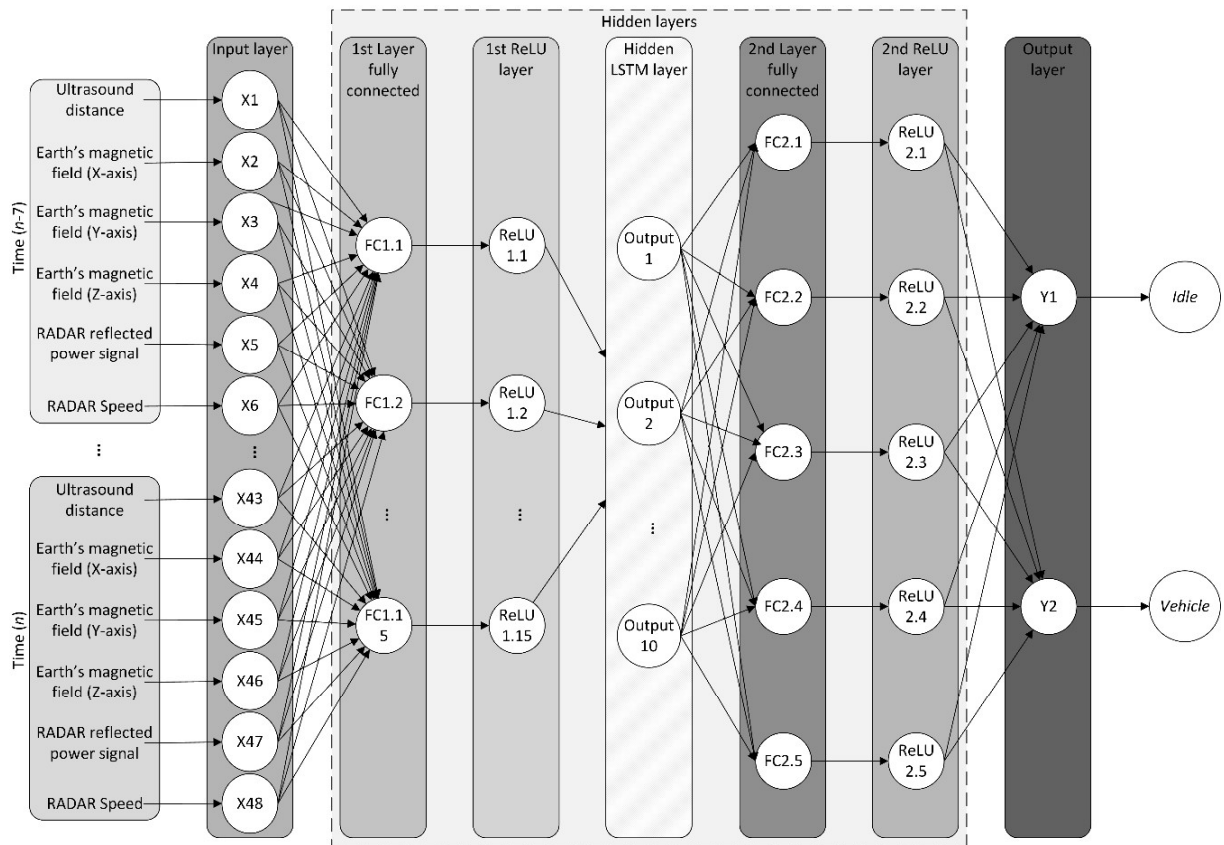 Hidden layers
Input layer
1st Layer
fully
connected
1st ReLU
layer
Hidden
LSTM layer
2nd Layer
fully
connected
2nd ReLU
layer
Output
layer
Time (n-7)
Ultrasound
distance
Earth's magnetic
field (X-axis)
Earth's magnetic
field (Y-axis)
Earth's magnetic
field (Z-axis)
RADAR reflected
power signal
RADAR Speed
...
Time (n)
Ultrasound
distance
Earth's magnetic
field (X-axis)
Earth's magnetic
field (Y-axis)
Earth's magnetic
field (Z-axis)
RADAR reflected
power signal
RADAR Speed
X1
X2
X3
X4
X5
X6
...
X43
X44
X45
X46
X47
X48
FC1.1
FC1.2
...
FC1.1
5
ReLU
1.1
ReLU
1.2
...
ReLU
1.15
Output
1
Output
2
...
Output
10
FC2.1
FC2.2
FC2.3
FC2.4
FC2.5
ReLU
2.1
ReLU
2.2
ReLU
2.3
ReLU
2.4
ReLU
2.5
Y1
Y2
Idle
Vehicle